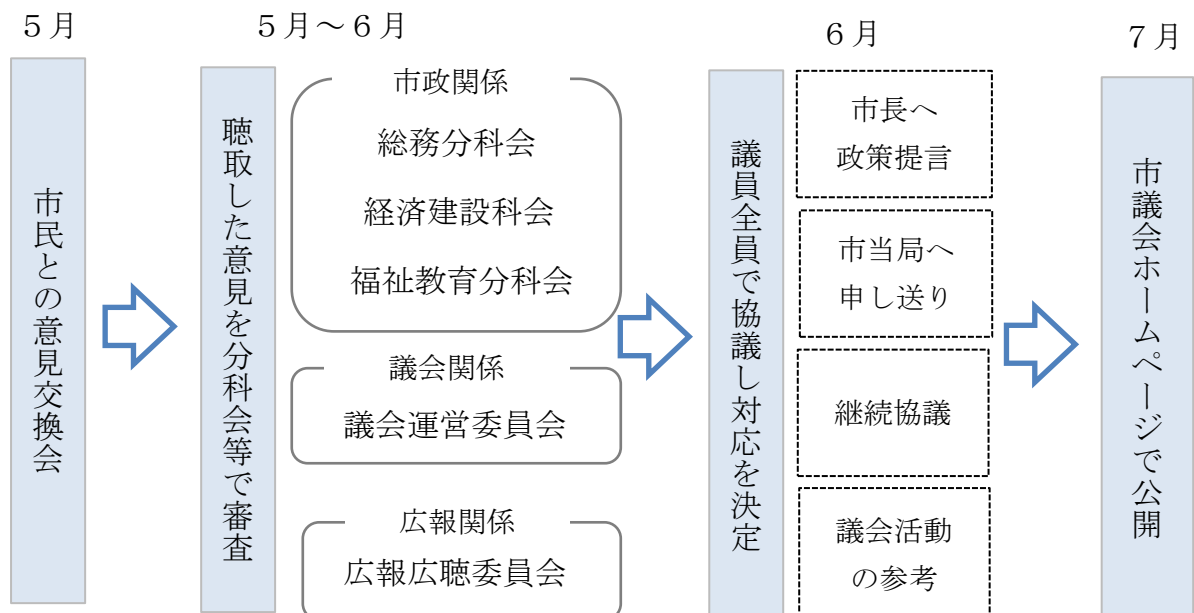 5月
市民との意見交換会
5月～6月
聴取した意見を分科会等で審査
市政関係
総務分科会
経済建設科会
福祉教育分科会
議会関係
議会運営委員会
広報関係
広報広聴委員会
6月
議員全員で協議し対応を決定
市長へ
政策提言
市当局へ
申し送り
継続協議
議会活動
の参考
7月
市議会ホームページで公開